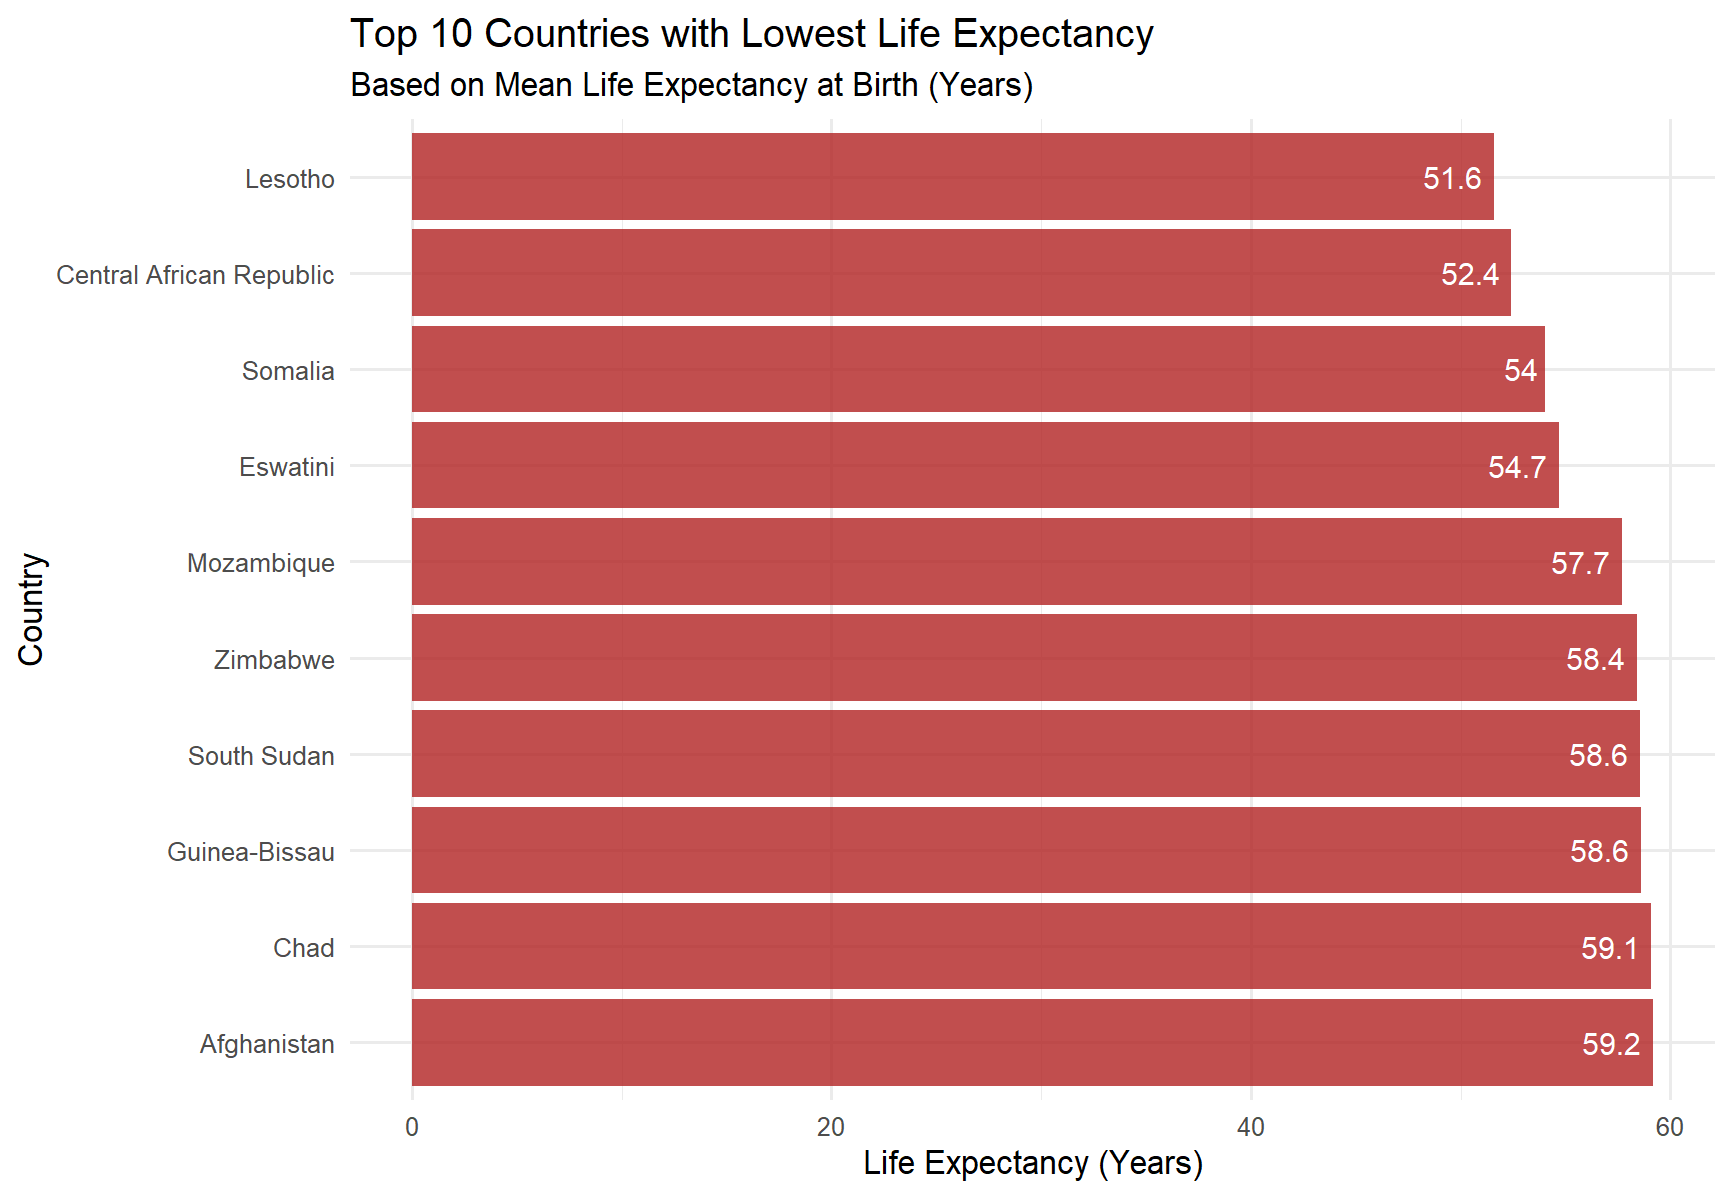 Top 10 Countries with Lowest Life Expectancy
Based on Mean Life Expectancy at Birth (Years)
Country
Lesotho 51.6
Central African Republic 52.4
Somalia 54
Eswatini 54.7
Mozambique 57.7
Zimbabwe 58.4
South Sudan 58.6
Guinea-Bissau 58.6
Chad 59.1
Afghanistan 59.2
0 20 40 60
Life Expectancy (Years)